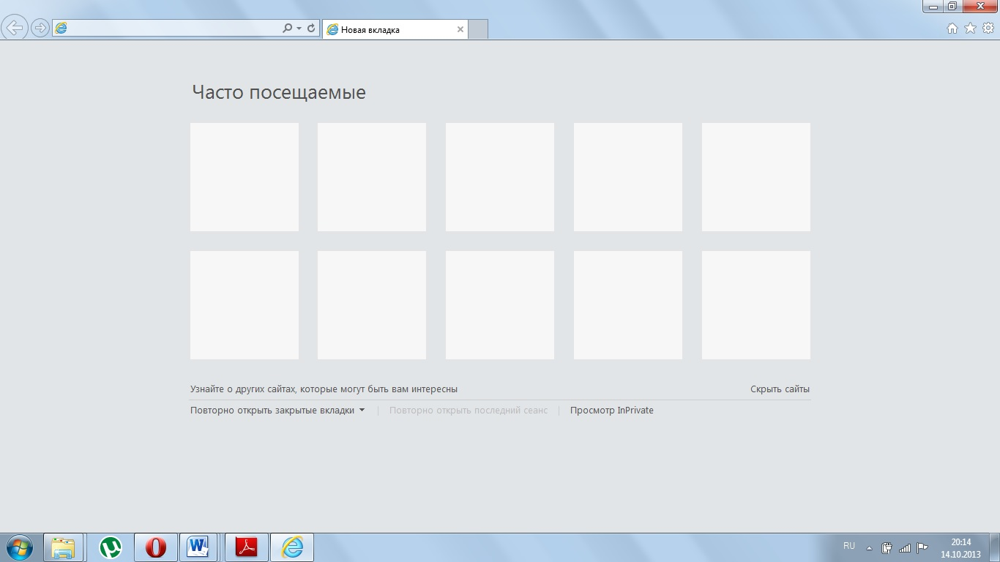 Новая вкладка
Часто посещаемые
Узнайте о других сайтах, которые могут быть вам интересны
Скрыть сайты
Повторно открыть закрытые вкладки
Повторно открыть последний сеанс
Просмотр InPrivate
RU
20:14
14.10.2013